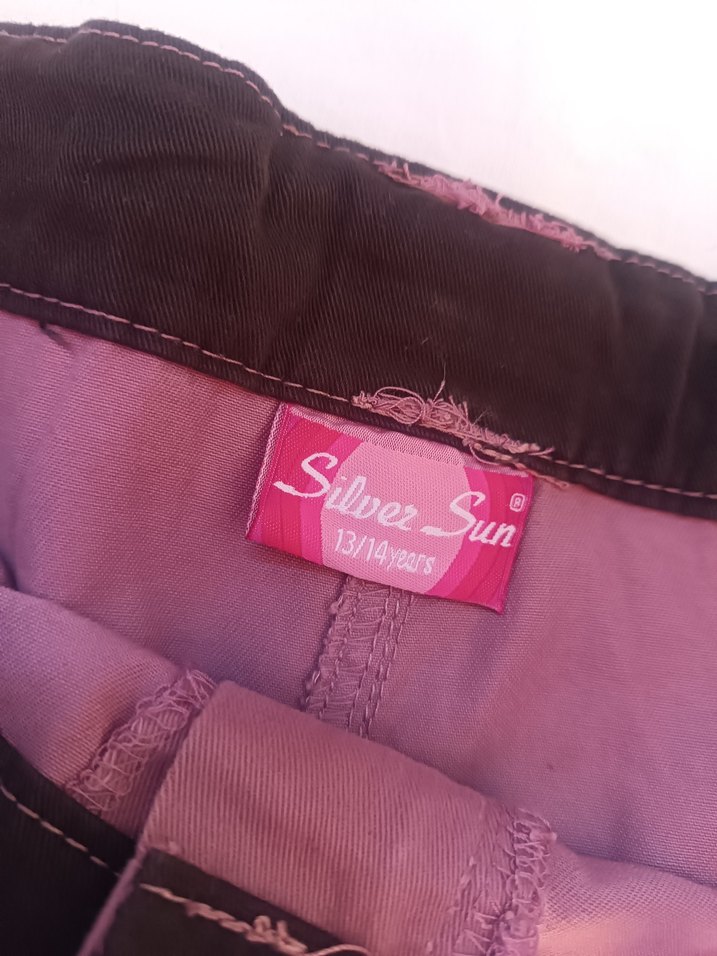 Silver Sun ®
13/14 years